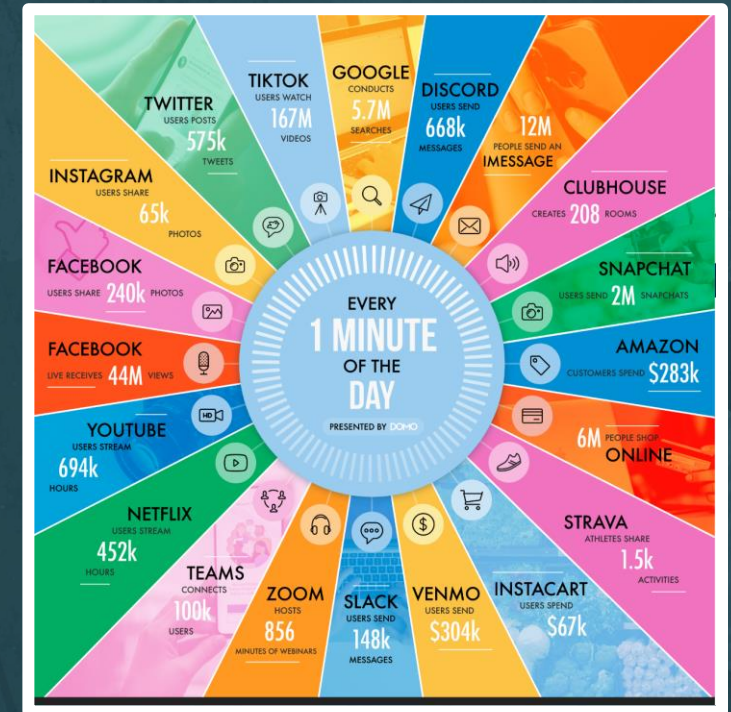 GOOGLE
CONDUCTS
5.7M
SEARCHES
DISCORD
USERS SEND
668k
MESSAGES
12M
PEOPLE SEND AN
IMESSAGE
CLUBHOUSE
CREATES 208 ROOMS
SNAPCHAT
USERS SEND 2M SNAPCHATS
AMAZON
CUSTOMERS SPEND $283k
6M PEOPLE SHOP
ONLINE
STRAVA
ATHLETES SHARE
1.5k
ACTIVITIES
INSTACART
USERS SPEND
$67k
VENMO
USERS SEND
$304k
SLACK
USERS SEND
148k
MESSAGES
ZOOM
HOSTS
856
MINUTES OF WEBINARS
TEAMS
CONNECTS
100k
USERS
NETFLIX
USERS STREAM
452k
HOURS
YOUTUBE
USERS STREAM
694k
HOURS
FACEBOOK
LIVE RECEIVES 44M VIEWS
FACEBOOK
USERS SHARE 240k PHOTOS
INSTAGRAM
USERS SHARE
65k
PHOTOS
TWITTER
USERS POSTS
575k
TWEETS
TIKTOK
USERS WATCH
167M
VIDEOS
EVERY
1 MINUTE
OF THE
DAY
PRESENTED BY DOMO
HD